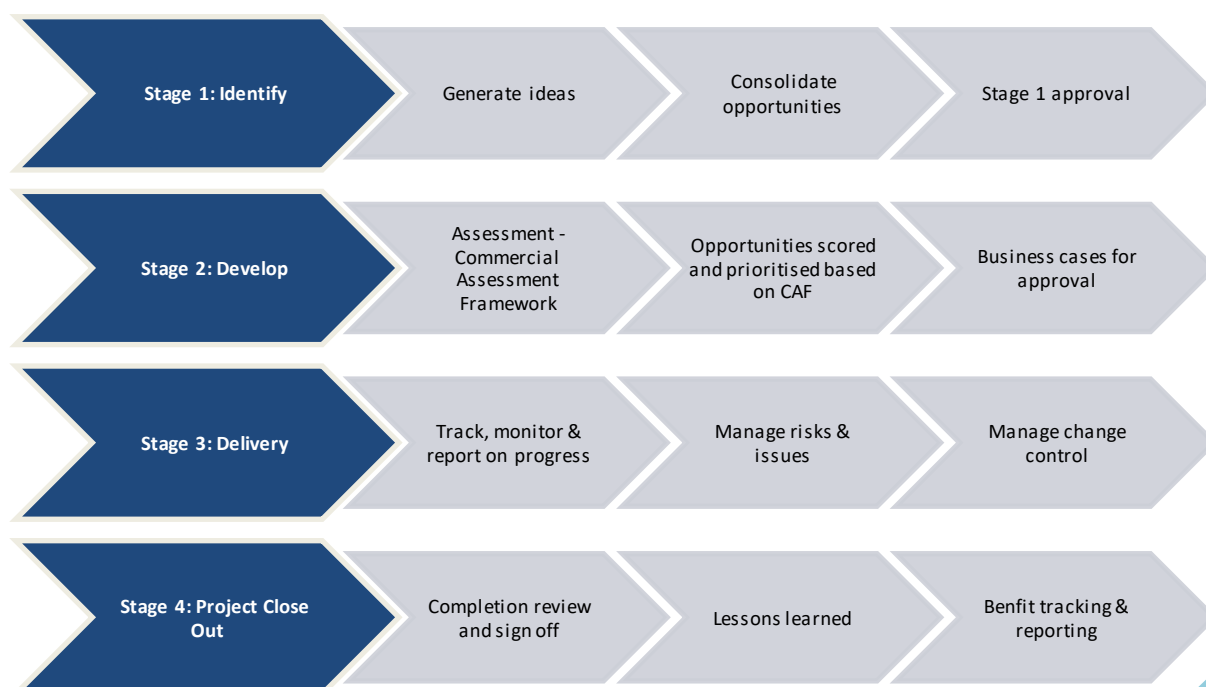 Stage 1: Identify
Generate ideas
Consolidate
opportunities
Stage 1 approval
Stage 2: Develop
Assessment -
Commercial
Assessment
Framework
Opportunities scored
and prioritised based
on CAF
Business cases for
approval
Stage 3: Delivery
Track, monitor &
report on progress
Manage risks &
issues
Manage change
control
Stage 4: Project Close
Out
Completion review
and sign off
Lessons learned
Benfit tracking &
reporting